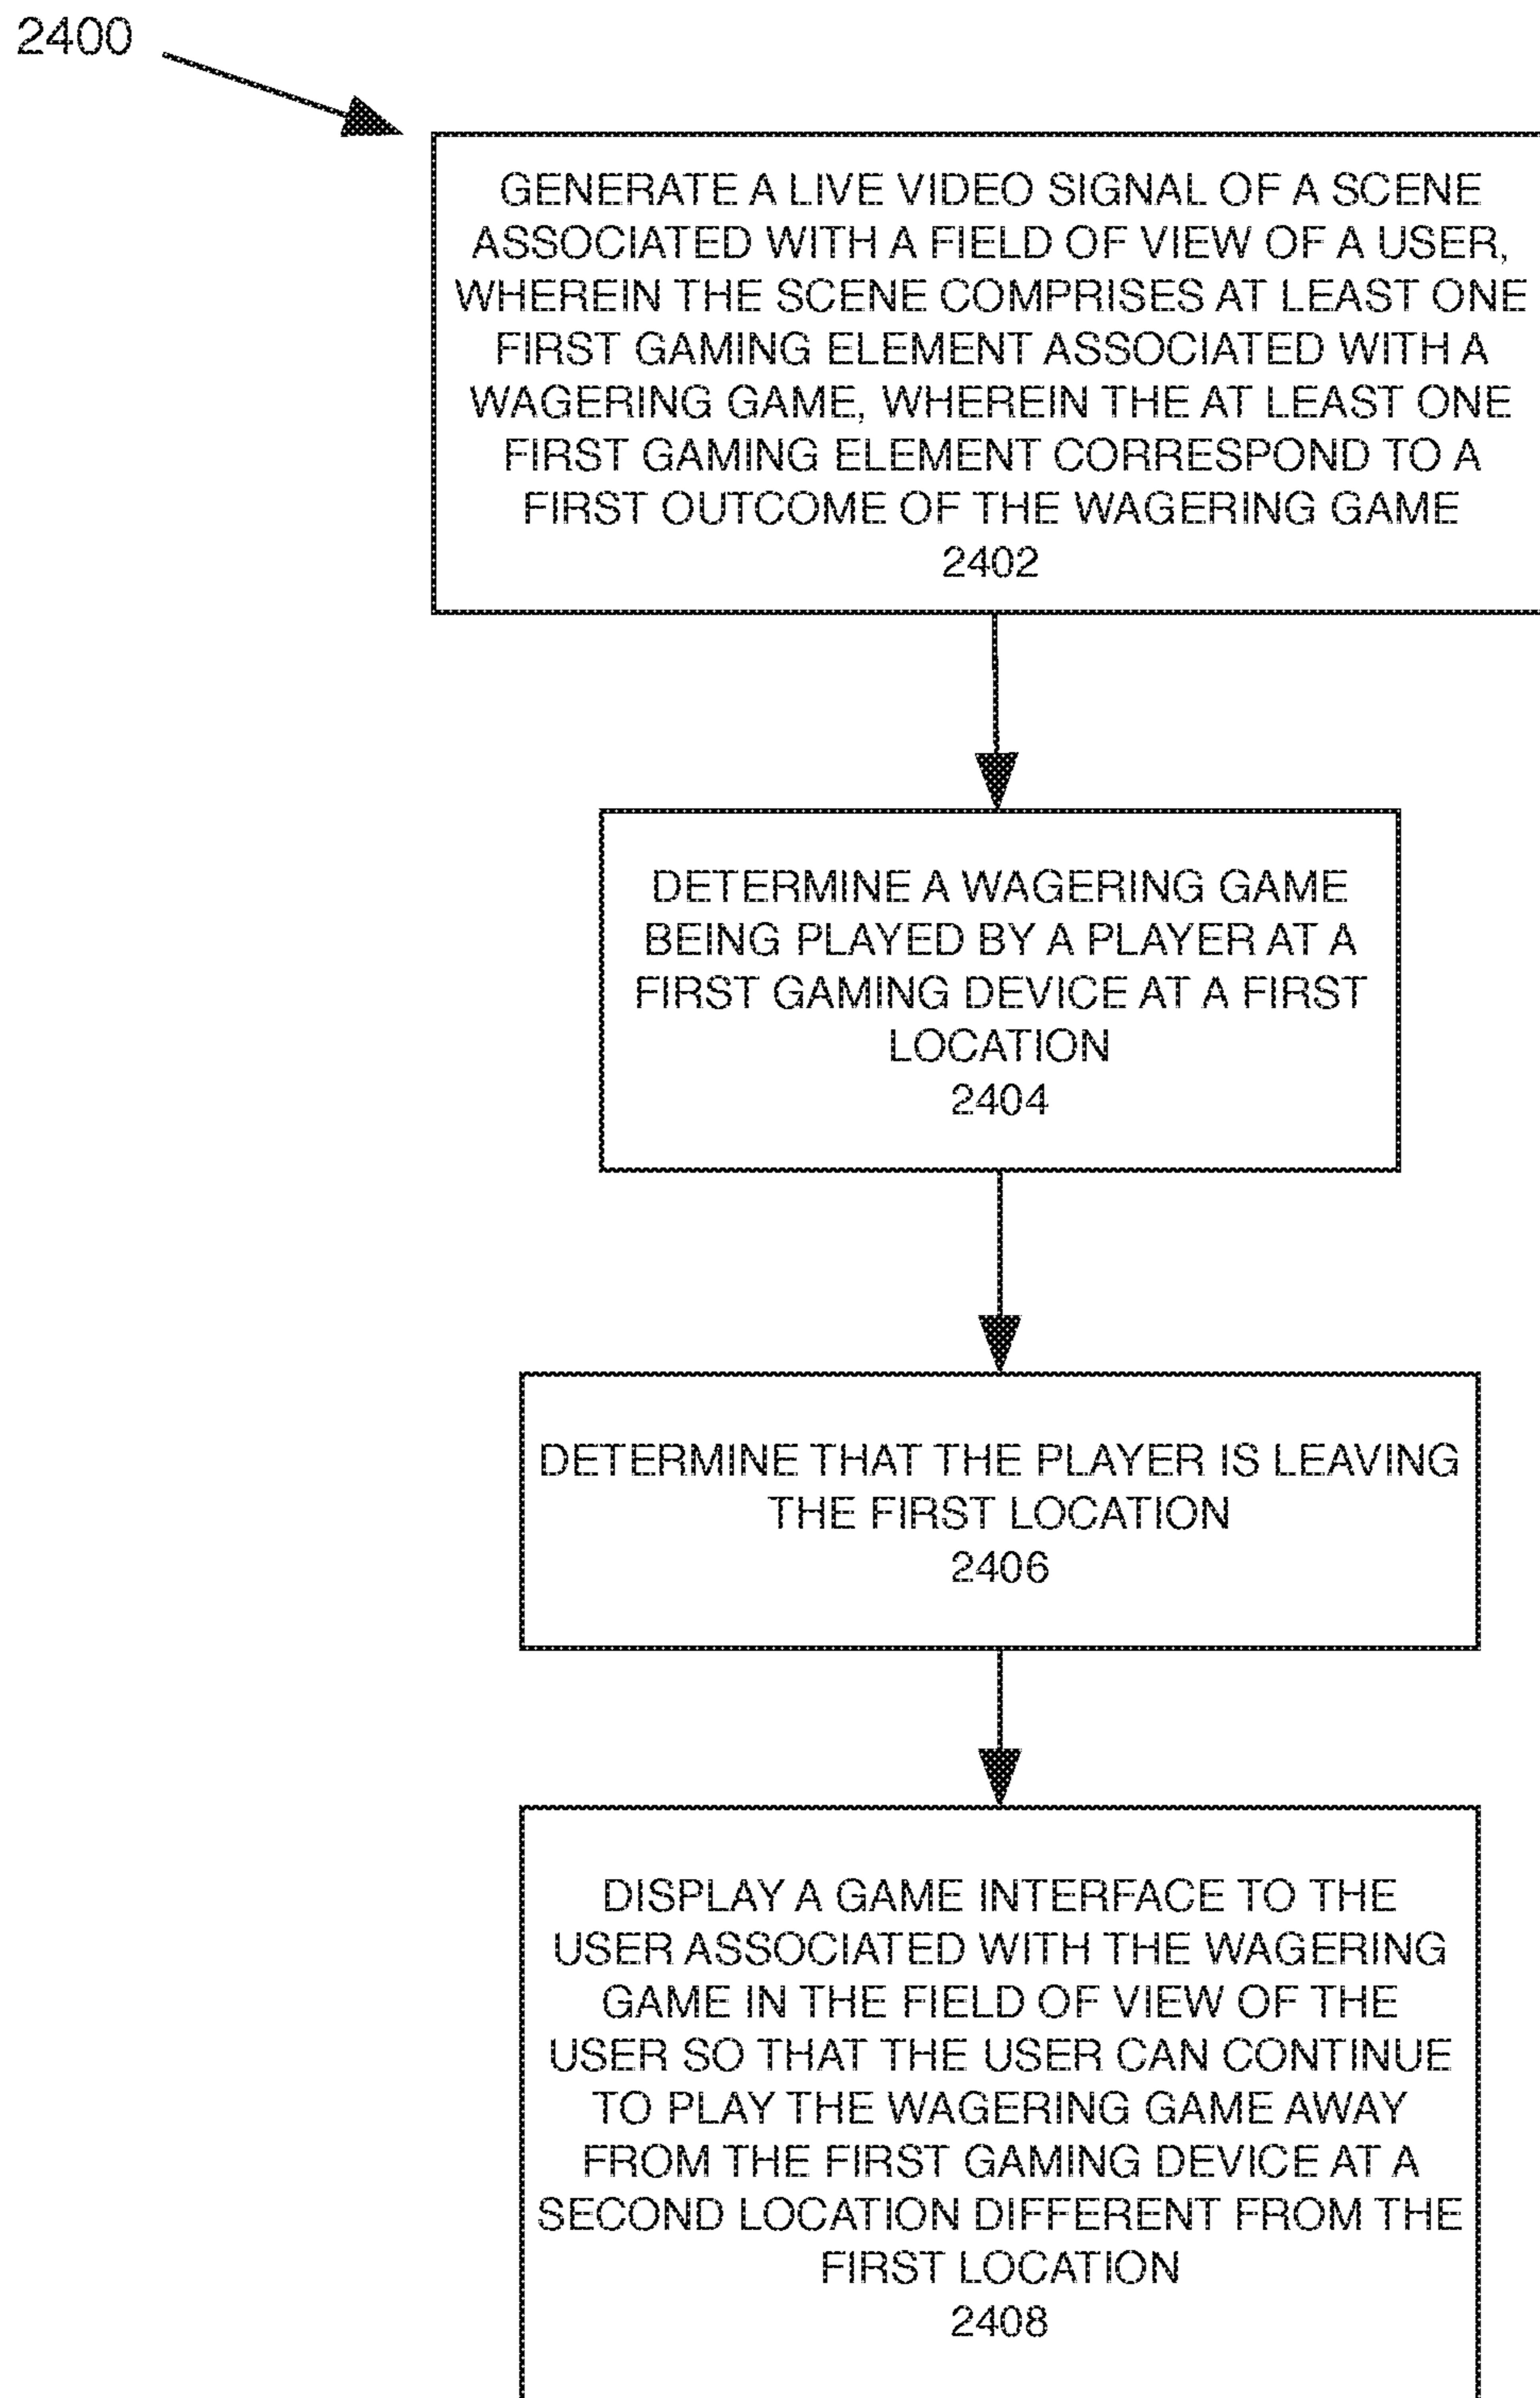 2400
GENERATE A LIVE VIDEO SIGNAL OF A SCENE
ASSOCIATED WITH A FIELD OF VIEW OF A USER,
WHEREIN THE SCENE COMPRISES AT LEAST ONE
FIRST GAMING ELEMENT ASSOCIATED WITH A
WAGERING GAME, WHEREIN THE AT LEAST ONE
FIRST GAMING ELEMENT CORRESPOND TO A
FIRST OUTCOME OF THE WAGERING GAME
2402
DETERMINE A WAGERING GAME
BEING PLAYED BY A PLAYER AT A
FIRST GAMING DEVICE AT A FIRST
LOCATION
2404
DETERMINE THAT THE PLAYER IS LEAVING
THE FIRST LOCATION
2406
DISPLAY A GAME INTERFACE TO THE
USER ASSOCIATED WITH THE WAGERING
GAME IN THE FIELD OF VIEW OF THE
USER SO THAT THE USER CAN CONTINUE
TO PLAY THE WAGERING GAME AWAY
FROM THE FIRST GAMING DEVICE AT A
SECOND LOCATION DIFFERENT FROM THE
FIRST LOCATION
2408